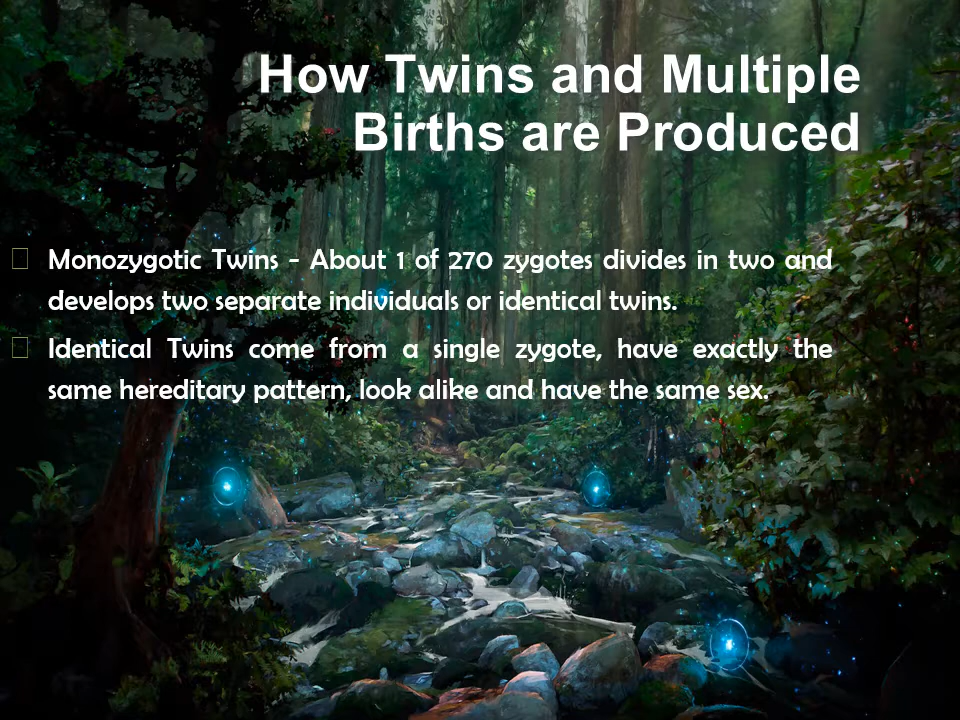 How Twins and Multiple
Births are Produced
Monozygotic Twins - About 1 of 270 zygotes divides in two and
develops two separate individuals or identical twins.
Identical Twins come from a single zygote, have exactly the
same hereditary pattern, look alike and have the same sex.